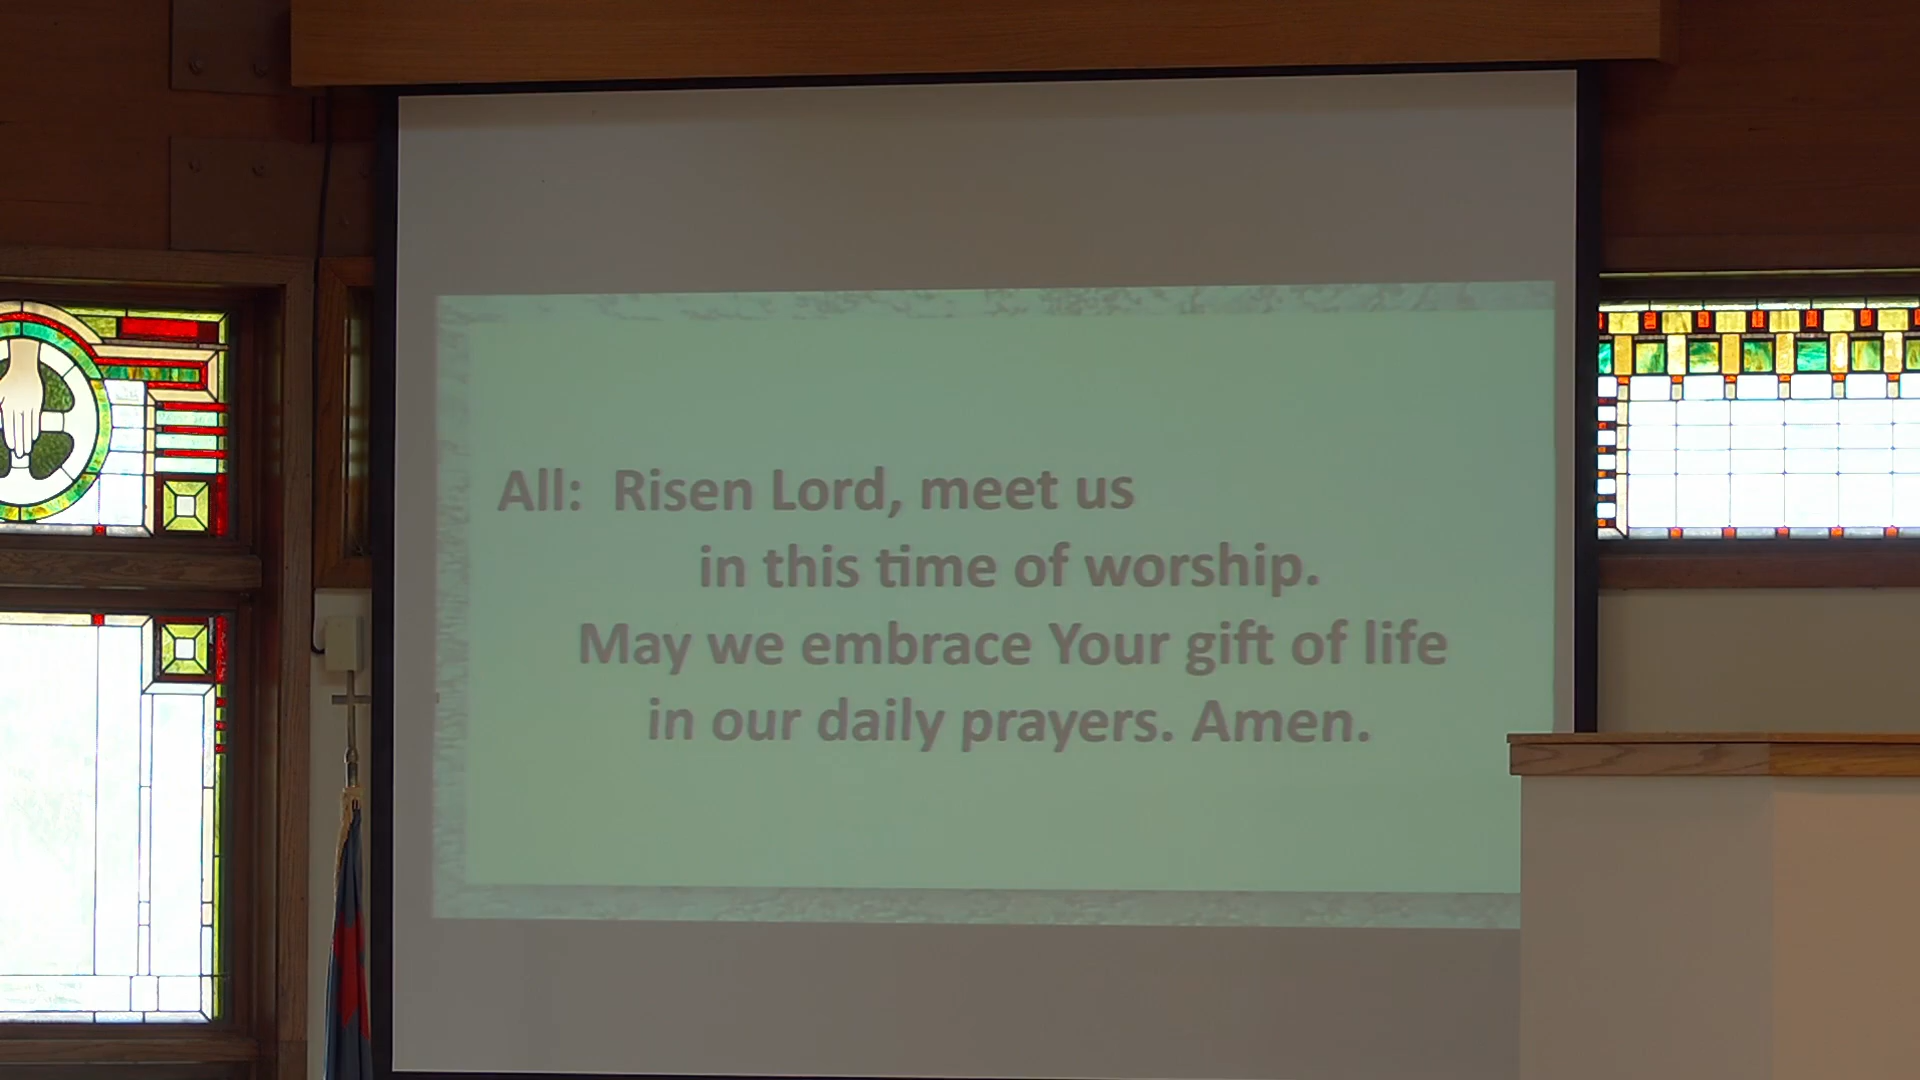 All: Risen Lord, meet us
in this time of worship.
May we embrace Your gift of life
in our daily prayers. Amen.